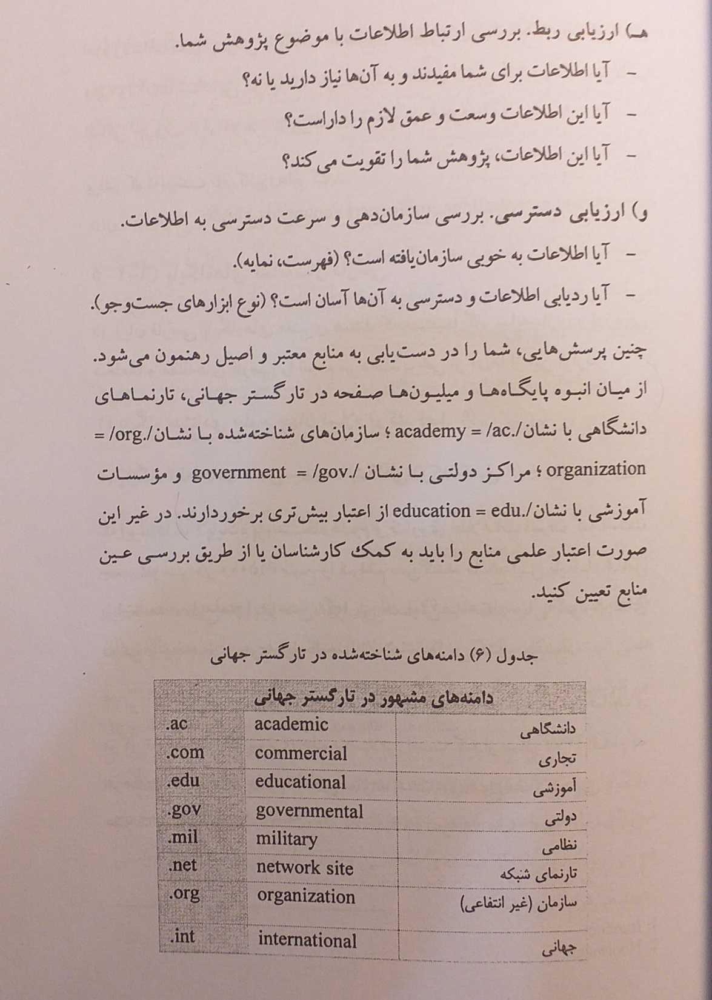 هـ) ارزیابی ربط. بررسی ارتباط اطلاعات با موضوع پژوهش شما.
- آیا اطلاعات برای شما مفیدند و به آن‌ها نیاز دارید یا نه؟
- آیا این اطلاعات وسعت و عمق لازم را داراست؟
- آیا این اطلاعات، پژوهش شما را تقویت می‌کند؟
و) ارزیابی دسترسی. بررسی سازمان‌دهی و سرعت دسترسی به اطلاعات.
- آیا اطلاعات به خوبی سازمان‌یافته است؟ (فهرست، نمایه).
- آیا ردیابی اطلاعات و دسترسی به آن‌ها آسان است؟ (نوع ابزارهای جست‌وجو).
چنین پرسش‌هایی، شما را در دست‌یابی به منابع معتبر و اصیل رهنمون می‌شود.
از میان انبوه پایگاه‌ها و میلیون‌ها صفحه در تارگستر جهانی، تارنماهای
دانشگاهی با نشان/.academy = /ac ؛ سازمان‌های شناخته‌شده با نشان/.org/ =
organization ؛ مراکز دولتی با نشان /.government = /gov و مؤسسات
آموزشی با نشان/.education = edu از اعتبار بیش‌تری برخوردارند. در غیر این
صورت اعتبار علمی منابع را باید به کمک کارشناسان یا از طریق بررسی عین
منابع تعیین کنید.
جدول (۶) دامنه‌های شناخته‌شده در تارگستر جهانی
دامنه‌های مشهور در تارگستر جهانی
دانشگاهی academic .ac
تجاری commercial .com
آموزشی educational .edu
دولتی governmental .gov
نظامی military .mil
تارنمای شبکه network site .net
سازمان (غیر انتفاعی) organization .org
جهانی international .int